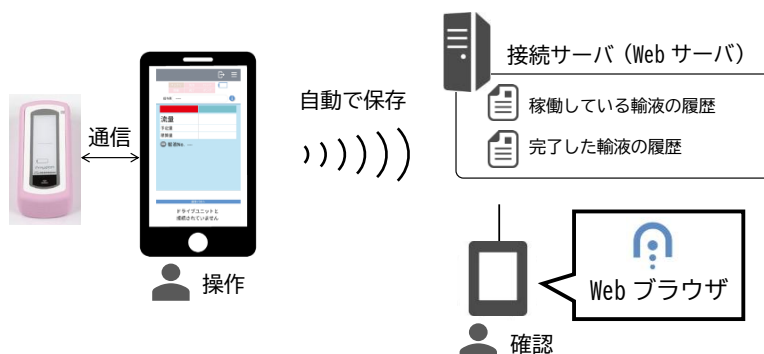 接続サーバ（Web サーバ）
稼働している輸液の履歴
完了した輸液の履歴
自動で保存
通信
流量
ドライブユニットと
接続されていません
操作
Web ブラウザ
確認